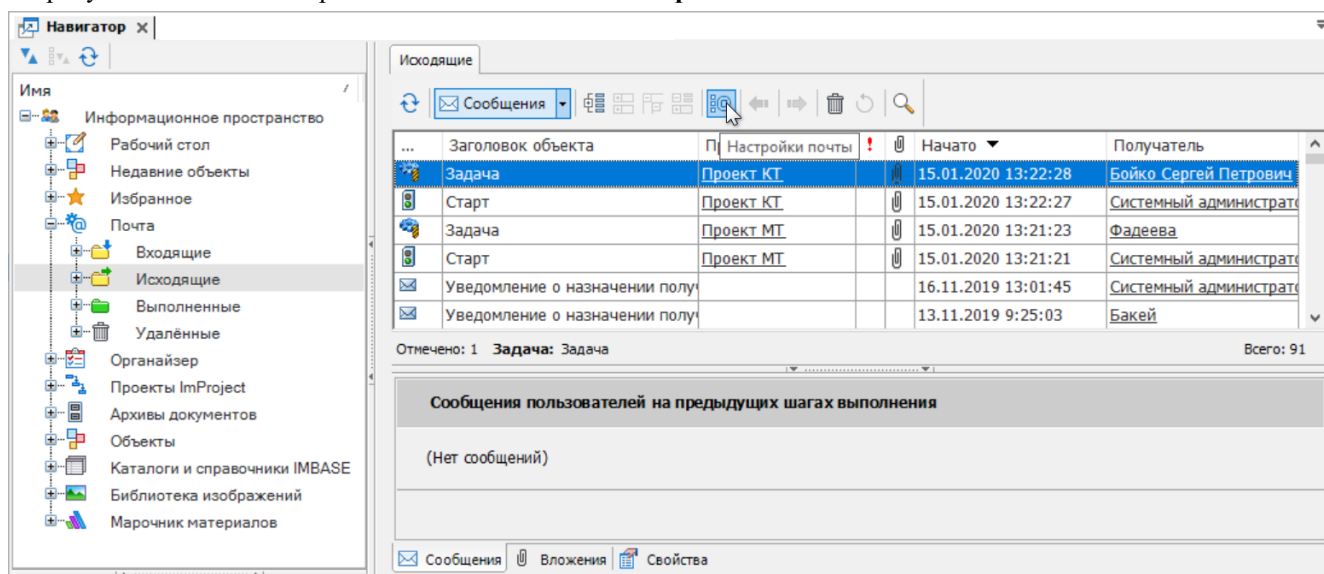 Навигатор
Имя
Информационное пространство
Рабочий стол
Недавние объекты
Избранное
Почта
Входящие
Исходящие
Выполненные
Удалённые
Органайзер
Проекты ImProject
Архивы документов
Объекты
Каталоги и справочники IMBASE
Библиотека изображений
Марочник материалов
Исходящие
Сообщения
... Заголовок объекта Начато Получатель
Настройки почты
Задача Проект КТ 15.01.2020 13:22:28 Бойко Сергей Петрович
Старт Проект КТ 15.01.2020 13:22:27 Системный администрато
Задача Проект МТ 15.01.2020 13:21:23 Фадеева
Старт Проект МТ 15.01.2020 13:21:21 Системный администрато
Уведомление о назначении полу 16.11.2019 13:01:45 Системный администрато
Уведомление о назначении полу 13.11.2019 9:25:03 Бакей
Отмечено: 1 Задача: Задача Всего: 91
Сообщения пользователей на предыдущих шагах выполнения
(Нет сообщений)
Сообщения Вложения Свойства